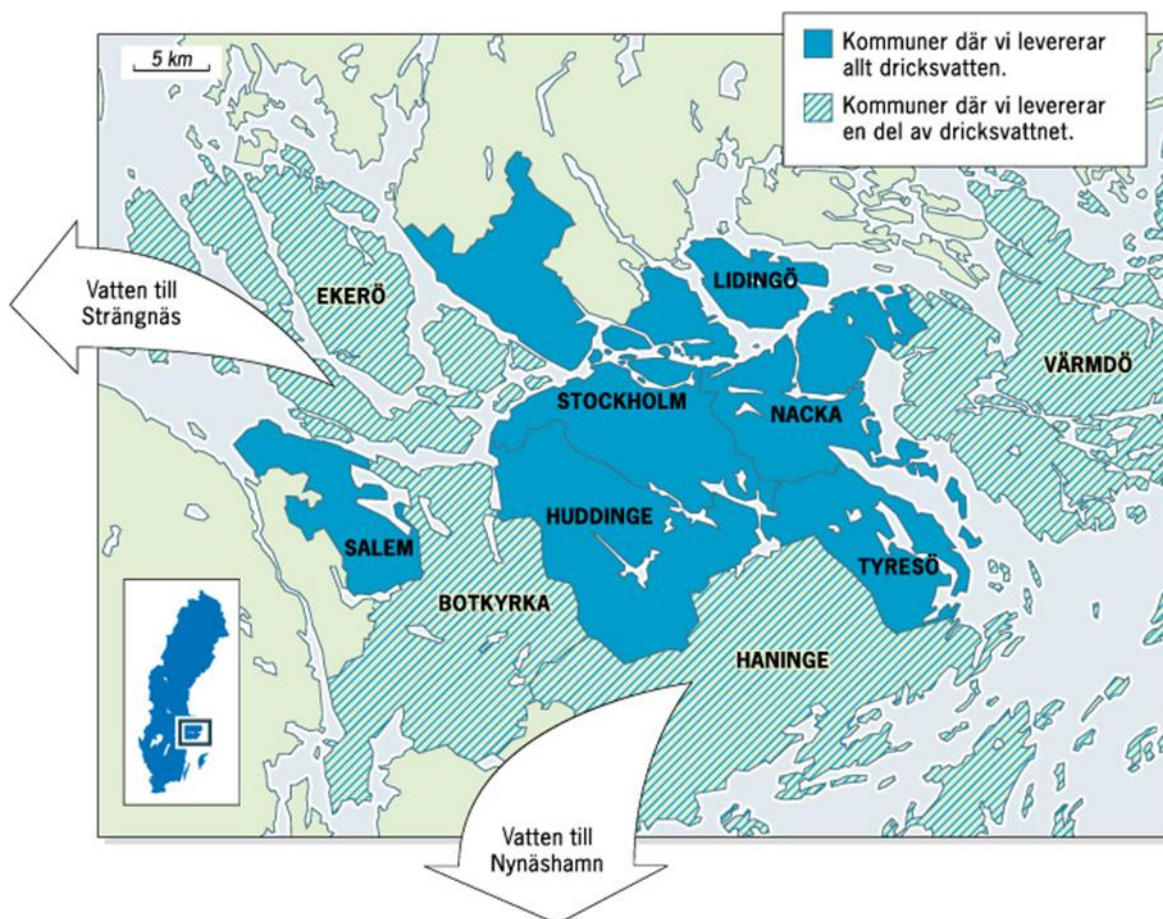 5 km
Kommuner där vi levererar
allt dricksvatten.
Kommuner där vi levererar
en del av dricksvattnet.
LIDINGÖ
Vatten till
Strängnäs
EKERÖ
VÄRMDÖ
STOCKHOLM
NACKA
HUDDINGE
SALEM
TYRESÖ
BOTKYRKA
HANINGE
Vatten till
Nynäshamn